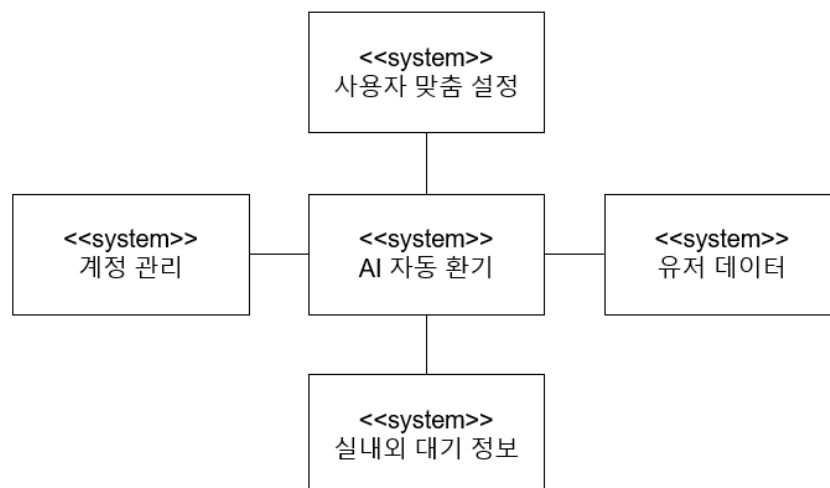 <<system>>
사용자 맞춤 설정
<<system>>
계정 관리
<<system>>
AI 자동 환기
<<system>>
유저 데이터
<<system>>
실내외 대기 정보